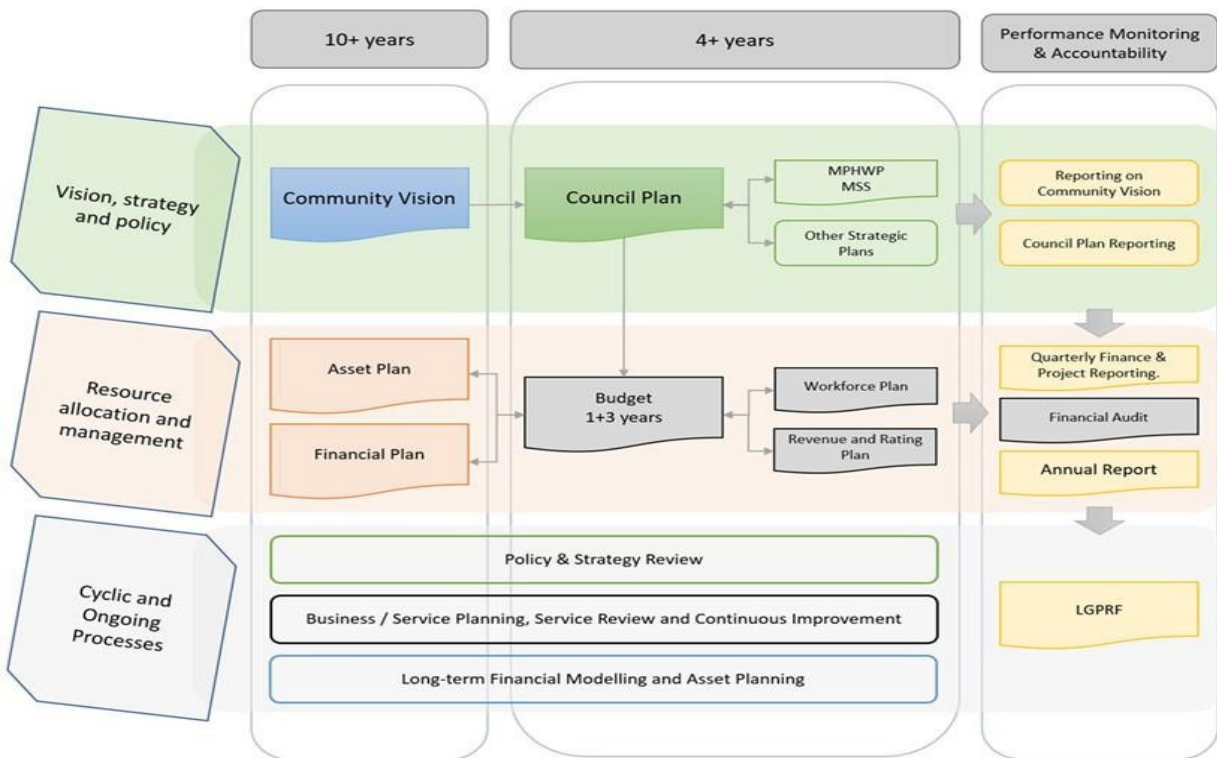 10+ years
4+ years
Performance Monitoring
& Accountability
Vision, strategy
and policy
Community Vision
Council Plan
MPHWP
MSS
Other Strategic
Plans
Reporting on
Community Vision
Council Plan Reporting
Resource
allocation and
management
Asset Plan
Financial Plan
Budget
1+3 years
Workforce Plan
Revenue and Rating
Plan
Quarterly Finance &
Project Reporting.
Financial Audit
Annual Report
Cyclic and
Ongoing
Processes
Policy & Strategy Review
Business / Service Planning, Service Review and Continuous Improvement
Long-term Financial Modelling and Asset Planning
LGPRF